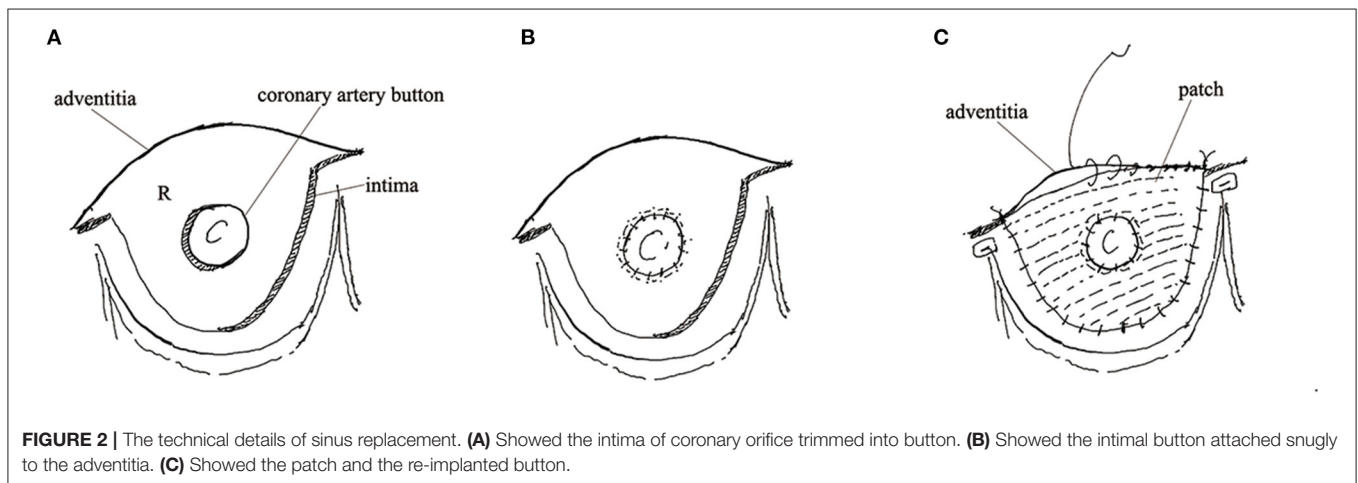 A
B
C
adventitia
coronary artery button
R
C
intima
C
adventitia
patch
C
FIGURE 2 | The technical details of sinus replacement. (A) Showed the intima of coronary orifice trimmed into button. (B) Showed the intimal button attached snugly
to the adventitia. (C) Showed the patch and the re-implanted button.